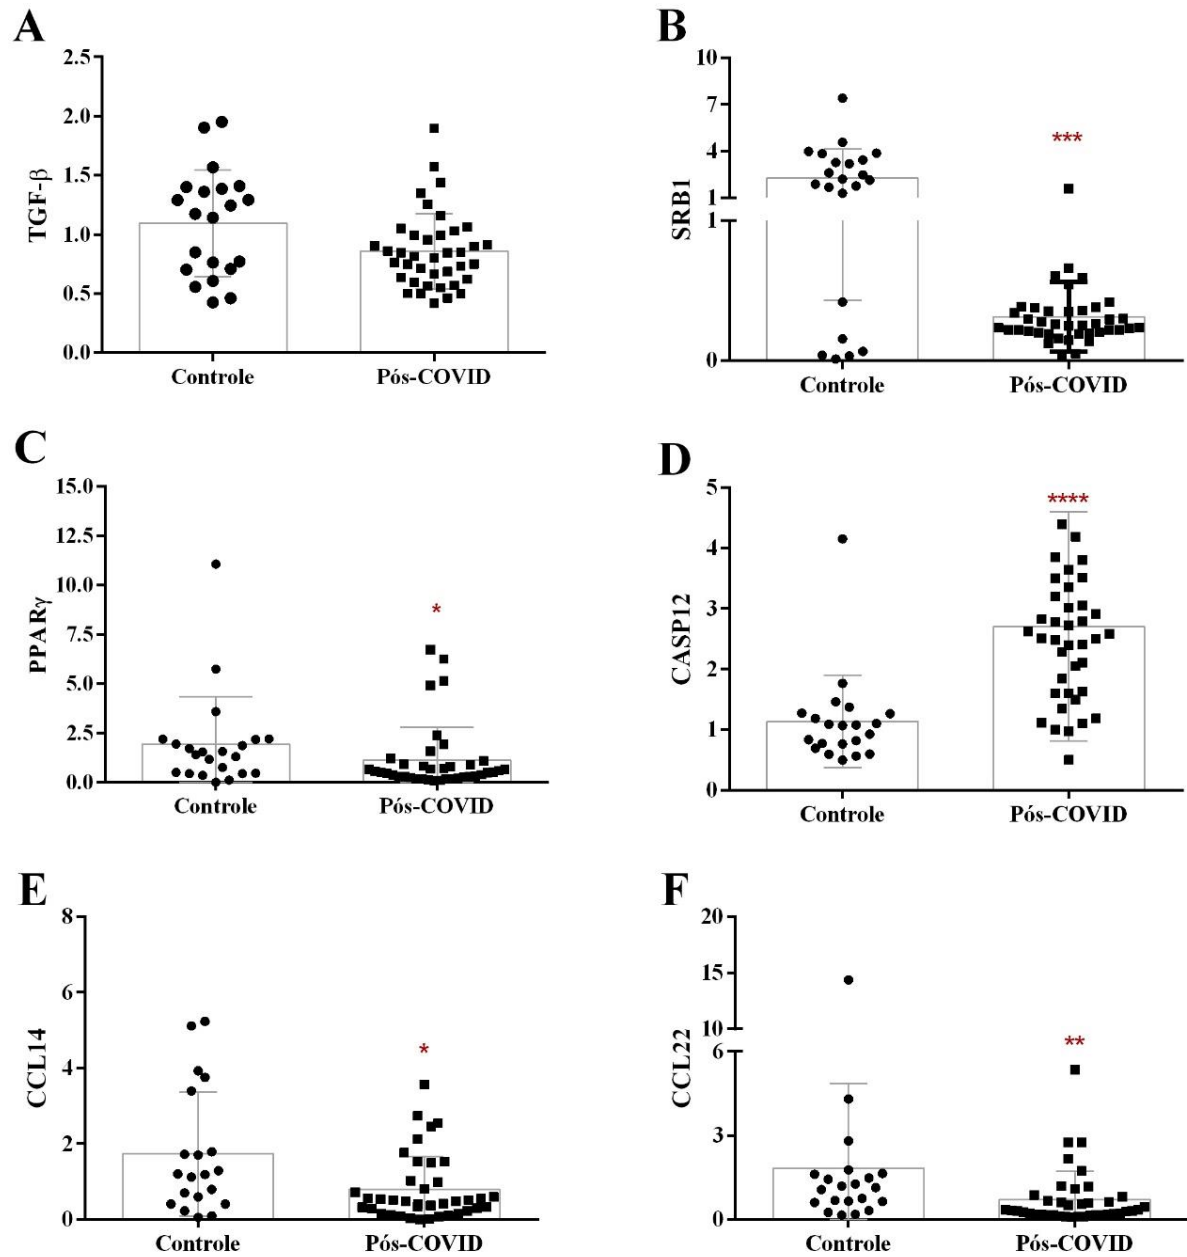 A
TGF-β
2.5
2.0
1.5
1.0
0.5
0.0
Controle
Pós-COVID
B
SRB1
10
7
4
1
1
0
***
Controle
Pós-COVID
C
PPARγ
15.0
12.5
10.0
7.5
5.0
2.5
0.0
*
Controle
Pós-COVID
D
CASP12
5
4
3
2
1
0
****
Controle
Pós-COVID
E
CCL14
8
6
4
2
0
*
Controle
Pós-COVID
F
CCL22
20
15
10
6
3
0
**
Controle
Pós-COVID